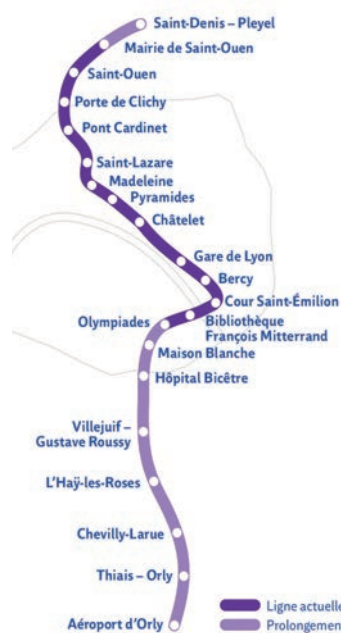 Saint-Denis – Pleyel
Mairie de Saint-Ouen
Saint-Ouen
Porte de Clichy
Pont Cardinet
Saint-Lazare
Madeleine
Pyramides
Châtelet
Gare de Lyon
Bercy
Cour Saint-Émilion
Olympiades
Bibliothèque
François Mitterrand
Maison Blanche
Hôpital Bicêtre
Villejuif –
Gustave Roussy
L'Haÿ-les-Roses
Chevilly-Larue
Thiais – Orly
Aéroport d'Orly
Ligne actuelle
Prolongemen